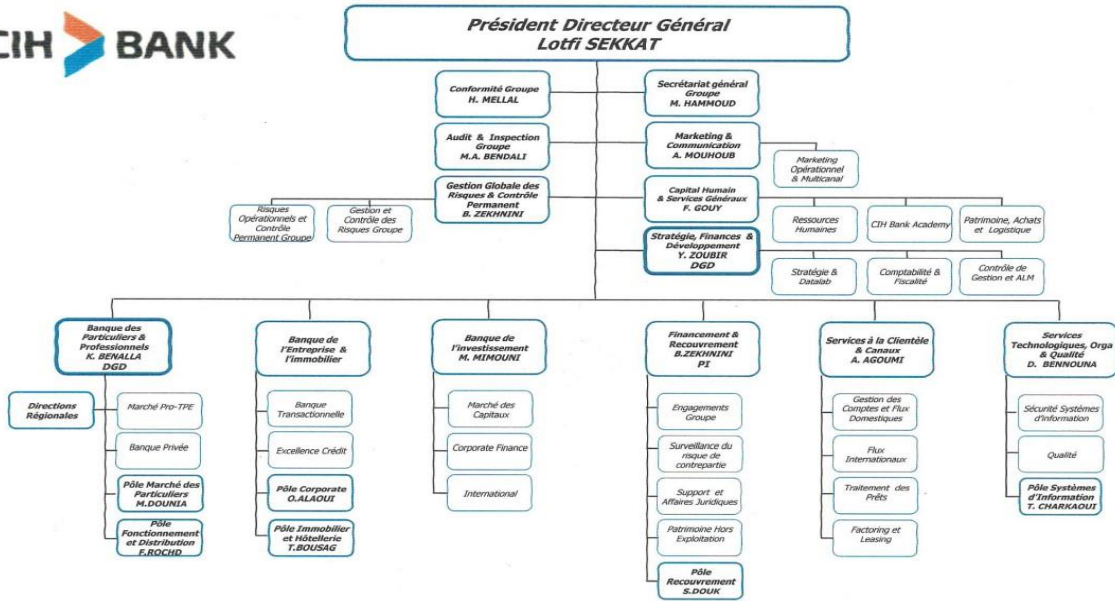 CIH BANK
Président Directeur Général
Lotfi SEKKAT
Conformité Groupe
H. MELLAL
Secrétariat général
Groupe
M. HAMMOUD
Audit & Inspection
Groupe
M.A. BENDALI
Marketing &
Communication
A. MOUHOUB
Marketing
Opérationnel
& Multicanal
Gestion Globale des
Risques & Contrôle
Permanent
B. ZEKHNINI
Capital Humain
& Services Généraux
F. GOUY
Risques
Opérationnels et
Contrôle
Permanent Groupe
Gestion et
Contrôle des
Risques Groupe
Ressources
Humaines
CIH Bank Academy
Patrimoine, Achats
et Logistique
Stratégie, Finances &
Développement
Y. ZOUBIR
DGD
Stratégie &
Datalab
Comptabilité &
Fiscalité
Contrôle de
Gestion et ALM
Banque des
Particuliers &
Professionnels
K. BENALLA
DGD
Banque de
l'Entreprise &
l'immobilier
Banque de
l'investissement
M. MIMOUNI
Financement &
Recouvrement
B.ZEKHNINI
PI
Services à la Clientèle
& Canaux
A. AGOUMI
Services
Technologiques, Orga
& Qualité
D. BENNOUNA
Directions
Régionales
Marché Pro-TPE
Banque Privée
Pôle Marché des
Particuliers
M.DOUNIA
Pôle
Fonctionnement
et Distribution
F.ROCHD
Banque
Transactionnelle
Excellence Crédit
Pôle Corporate
O.ALAOUI
Pôle Immobilier
et Hôtellerie
T.BOUSAG
Marché des
Capitaux
Corporate Finance
International
Engagements
Groupe
Surveillance du
risque de
contrepartie
Support et
Affaires Juridiques
Patrimoine Hors
Exploitation
Pôle
Recouvrement
S.DOUK
Gestion des
Comptes et Flux
Domestiques
Flux
Internationaux
Traitement des
Prêts
Factoring et
Leasing
Sécurité Systèmes
d'information
Qualité
Pôle Systèmes
d'Information
T. CHARKAOUI